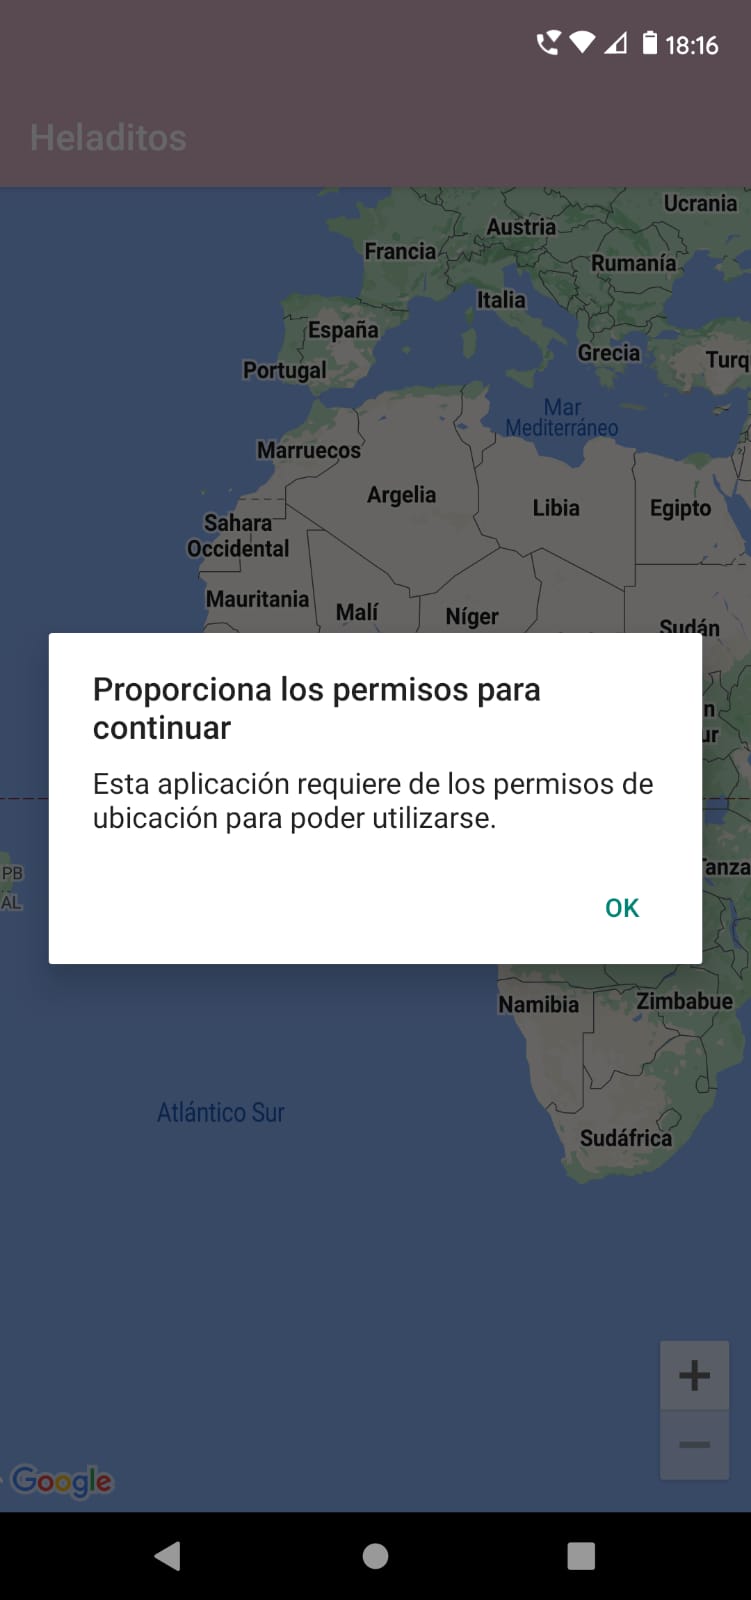 18:16
Heladitos
Ucrania
Austria
Francia
Rumanía
Italia
España
Grecia
Portugal
Turq
Mar
Mediterráneo
Marruecos
Argelia
Libia
Egipto
Sahara
Occidental
Mauritania
Malí
Níger
Sudán
Proporciona los permisos para
continuar
n
ur
Esta aplicación requiere de los permisos de
ubicación para poder utilizarse.
PB
AL
anza
OK
Namibia
Zimbabue
Atlántico Sur
Sudáfrica
+
−
Google